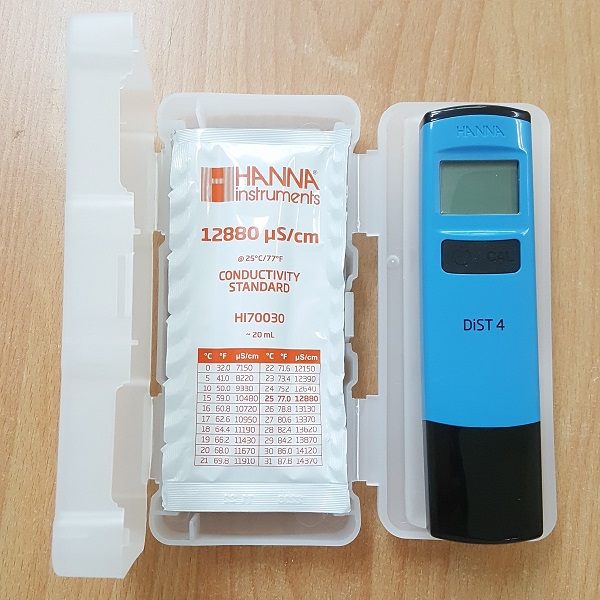 HANNA
instruments
12880 µS/cm
@ 25°C/77°F
CONDUCTIVITY
STANDARD
HI70030
~ 20 mL
°C °F µS/cm °C °F µS/cm
0 32.0 7150 22 71.6 12150
5 41.0 8220 23 73.4 12390
10 50.0 9330 24 75.2 12640
15 59.0 10480 25 77.0 12880
16 60.8 10720 26 78.8 13130
17 62.6 10950 27 80.6 13370
18 64.4 11190 28 82.4 13620
19 66.2 11430 29 84.2 13870
20 68.0 11670 30 86.0 14120
21 69.8 11910 31 87.8 14370
HANNA
CAL
DiST 4